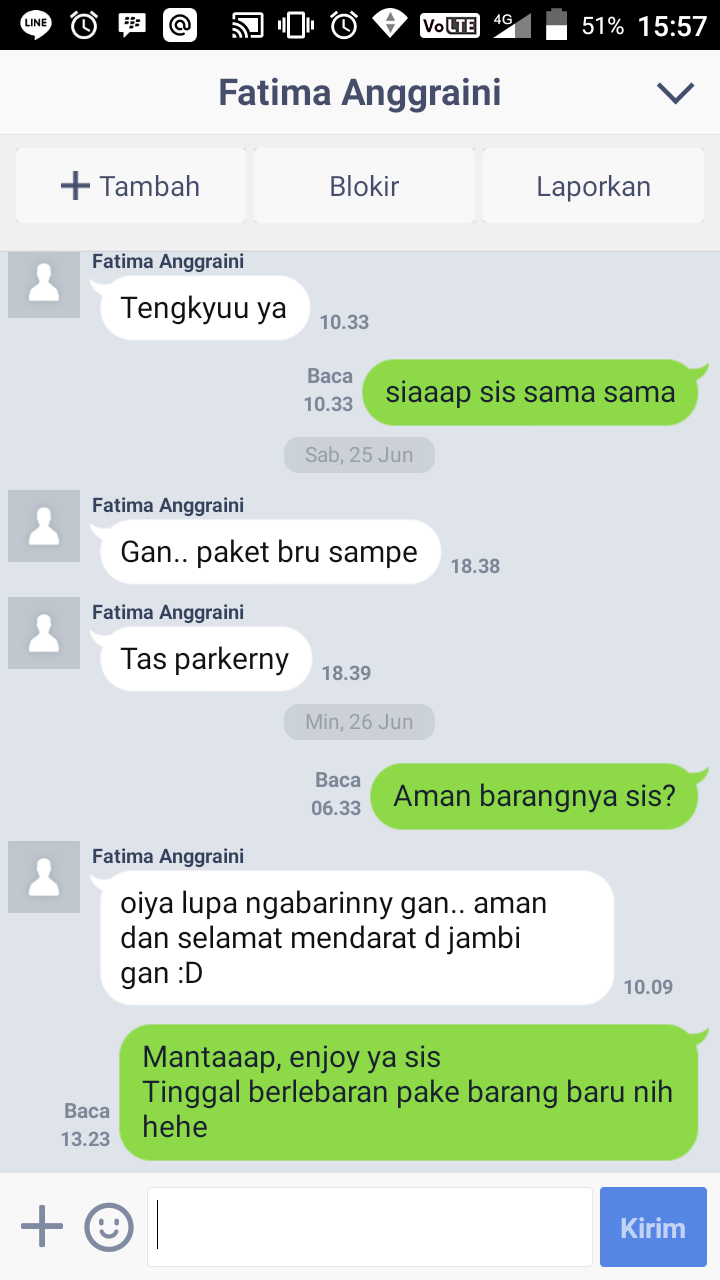 LINE
VoLTE
4G
51%
15:57
Fatima Anggraini
+ Tambah
Blokir
Laporkan
Fatima Anggraini
Tengkyuu ya
10.33
Baca
10.33
siaaap sis sama sama
Sab, 25 Jun
Fatima Anggraini
Gan.. paket bru sampe
18.38
Fatima Anggraini
Tas parkerny
18.39
Min, 26 Jun
Baca
06.33
Aman barangnya sis?
Fatima Anggraini
oiya lupa ngabarinny gan.. aman
dan selamat mendarat d jambi
gan :D
10.09
Mantaaap, enjoy ya sis
Tinggal berlebaran pake barang baru nih
hehe
Baca
13.23
Kirim